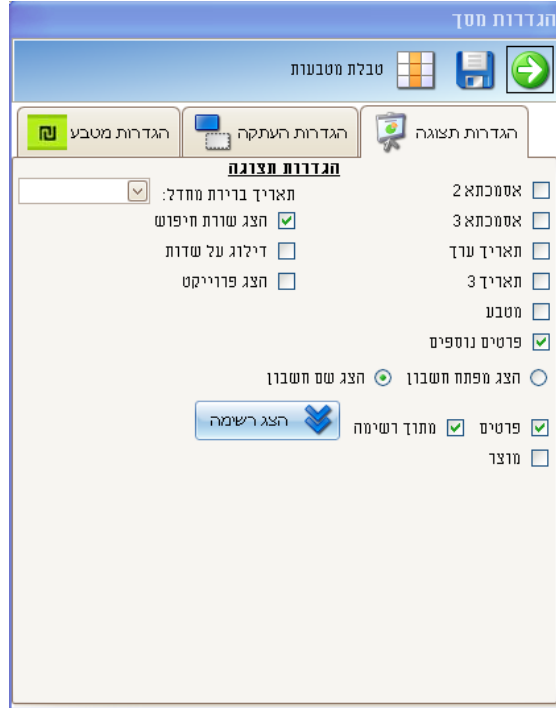 הגדרות מסך
טבלת מטבעות
הגדרות תצוגה
הגדרות העתקה
הגדרות מטבע
הגדרות תצוגה
אסמכתא 2
אסמכתא 3
תאריך ערך
תאריך 3
מטבע
פרטים נוספים
תאריך ברירת מחדל:
הצג שורת חיפוש
דילוג על שדות
הצג פרוייקט
הצג מפתח חשבון הצג שם חשבון
פרטים מתוך רשימה הצג רשימה
מוצר